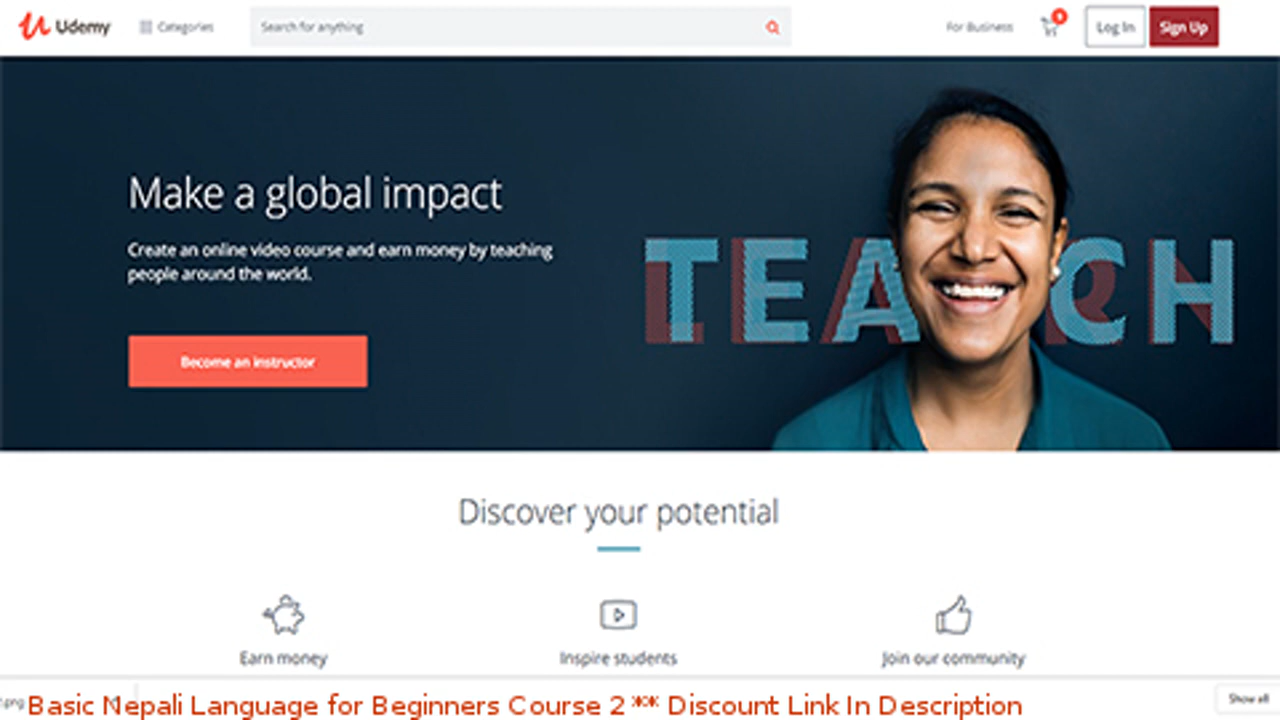 Udemy Categories Search for anything For Business Log In Sign Up
Make a global impact
Create an online video course and earn money by teaching
people around the world.
TEACH
Become an instructor
Discover your potential
Earn money Inspire students Join our community
.png Show all
Basic Nepali Language for Beginners Course 2 ** Discount Link In Description